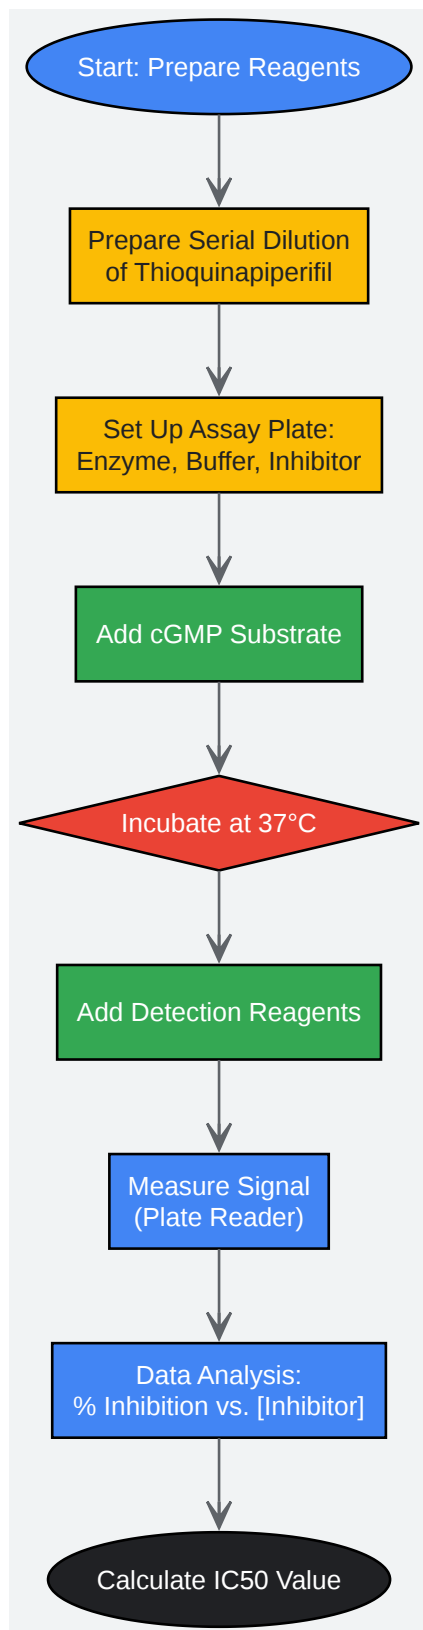 Start: Prepare Reagents
Prepare Serial Dilution
of Thioquinapiperifil
Set Up Assay Plate:
Enzyme, Buffer, Inhibitor
Add cGMP Substrate
Incubate at 37°C
Add Detection Reagents
Measure Signal
(Plate Reader)
Data Analysis:
% Inhibition vs. [Inhibitor]
Calculate IC50 Value